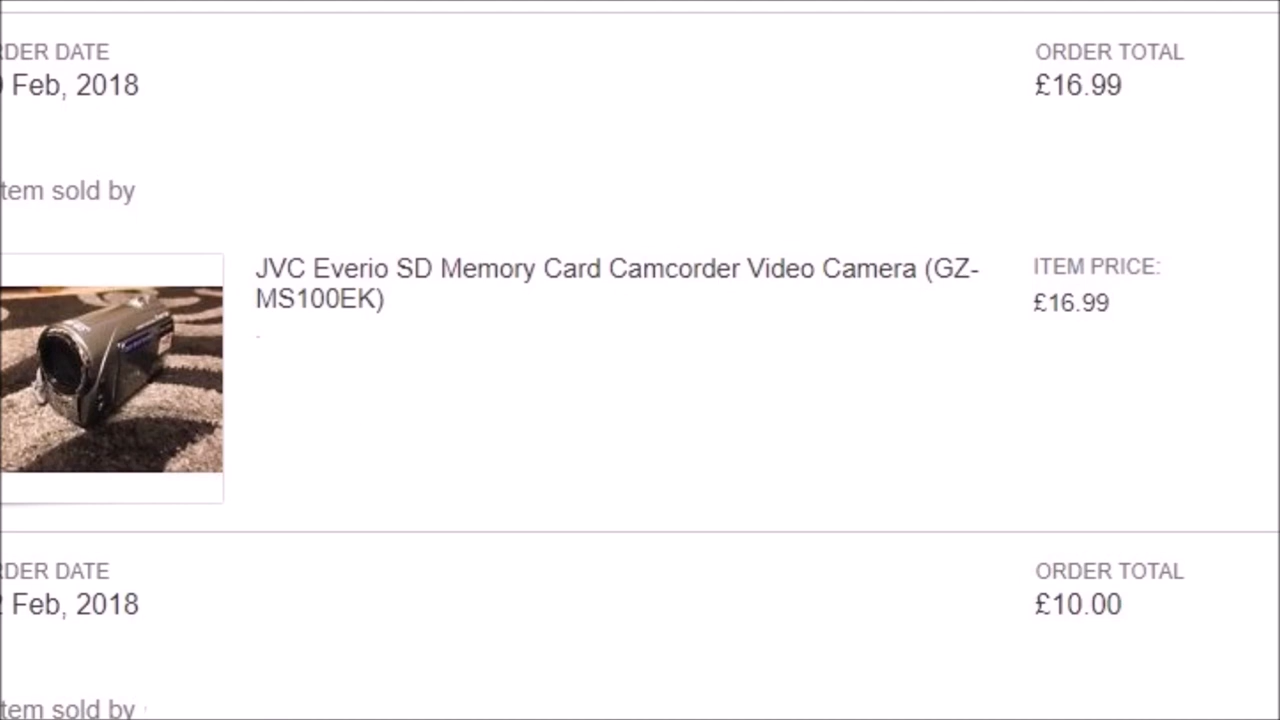 RDER DATE
ORDER TOTAL
Feb, 2018
£16.99
tem sold by
JVC Everio SD Memory Card Camcorder Video Camera (GZ-
MS100EK)
ITEM PRICE:
£16.99
RDER DATE
ORDER TOTAL
Feb, 2018
£10.00
tem sold by